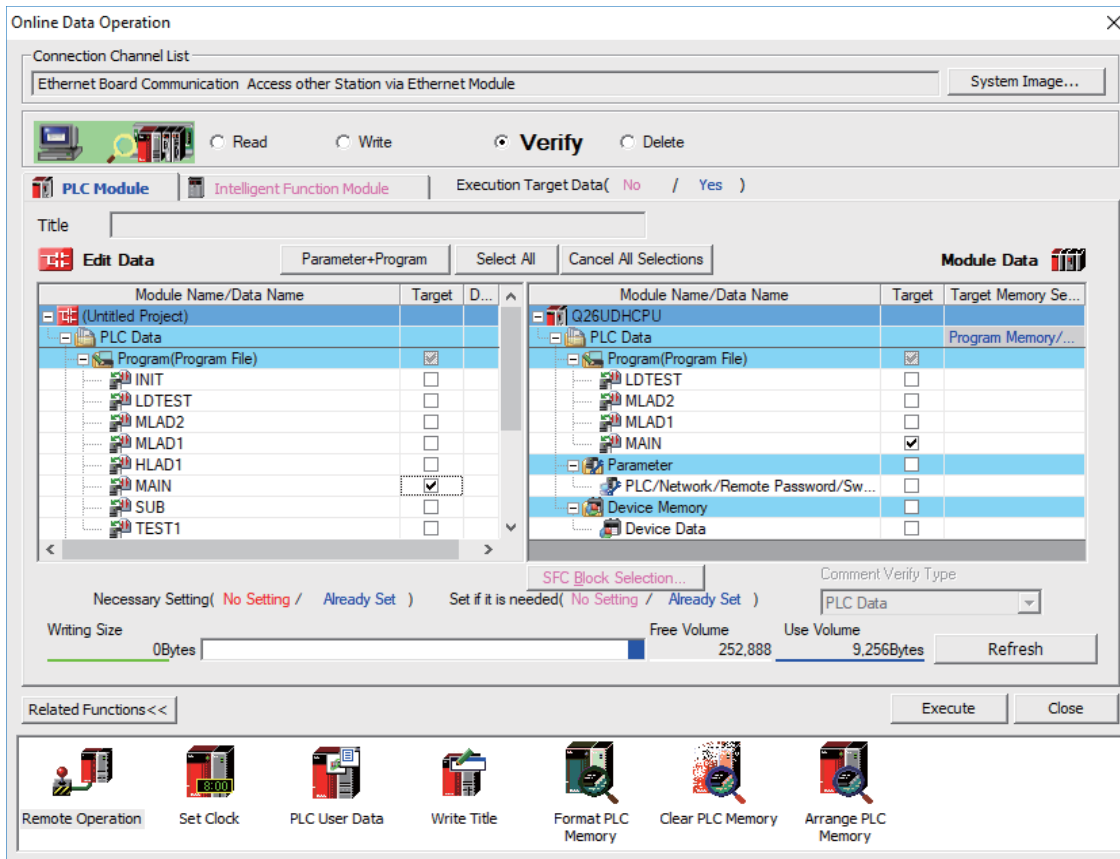 Online Data Operation
Connection Channel List
Ethernet Board Communication Access other Station via Ethernet Module
System Image...
Read
Write
Verify
Delete
PLC Module
Intelligent Function Module
Execution Target Data( No / Yes )
Title
Edit Data
Parameter+Program
Select All
Cancel All Selections
Module Data
Module Name/Data Name Target D...
(Untitled Project)
PLC Data
Program(Program File)
INIT
LDTEST
MLAD2
MLAD1
HLAD1
MAIN
SUB
TEST1
Module Name/Data Name Target Target Memory Se...
Q26UDHCPU
PLC Data Program Memory/...
Program(Program File)
LDTEST
MLAD2
MLAD1
MAIN
Parameter
PLC/Network/Remote Password/Sw...
Device Memory
Device Data
SFC Block Selection...
Comment Verify Type
PLC Data
Necessary Setting( No Setting / Already Set ) Set if it is needed( No Setting / Already Set )
Writing Size
0Bytes
Free Volume
252,888
Use Volume
9,256Bytes
Refresh
Related Functions<<
Execute
Close
8:00
Remote Operation
Set Clock
PLC User Data
Write Title
Format PLC
Memory
Clear PLC Memory
Arrange PLC
Memory